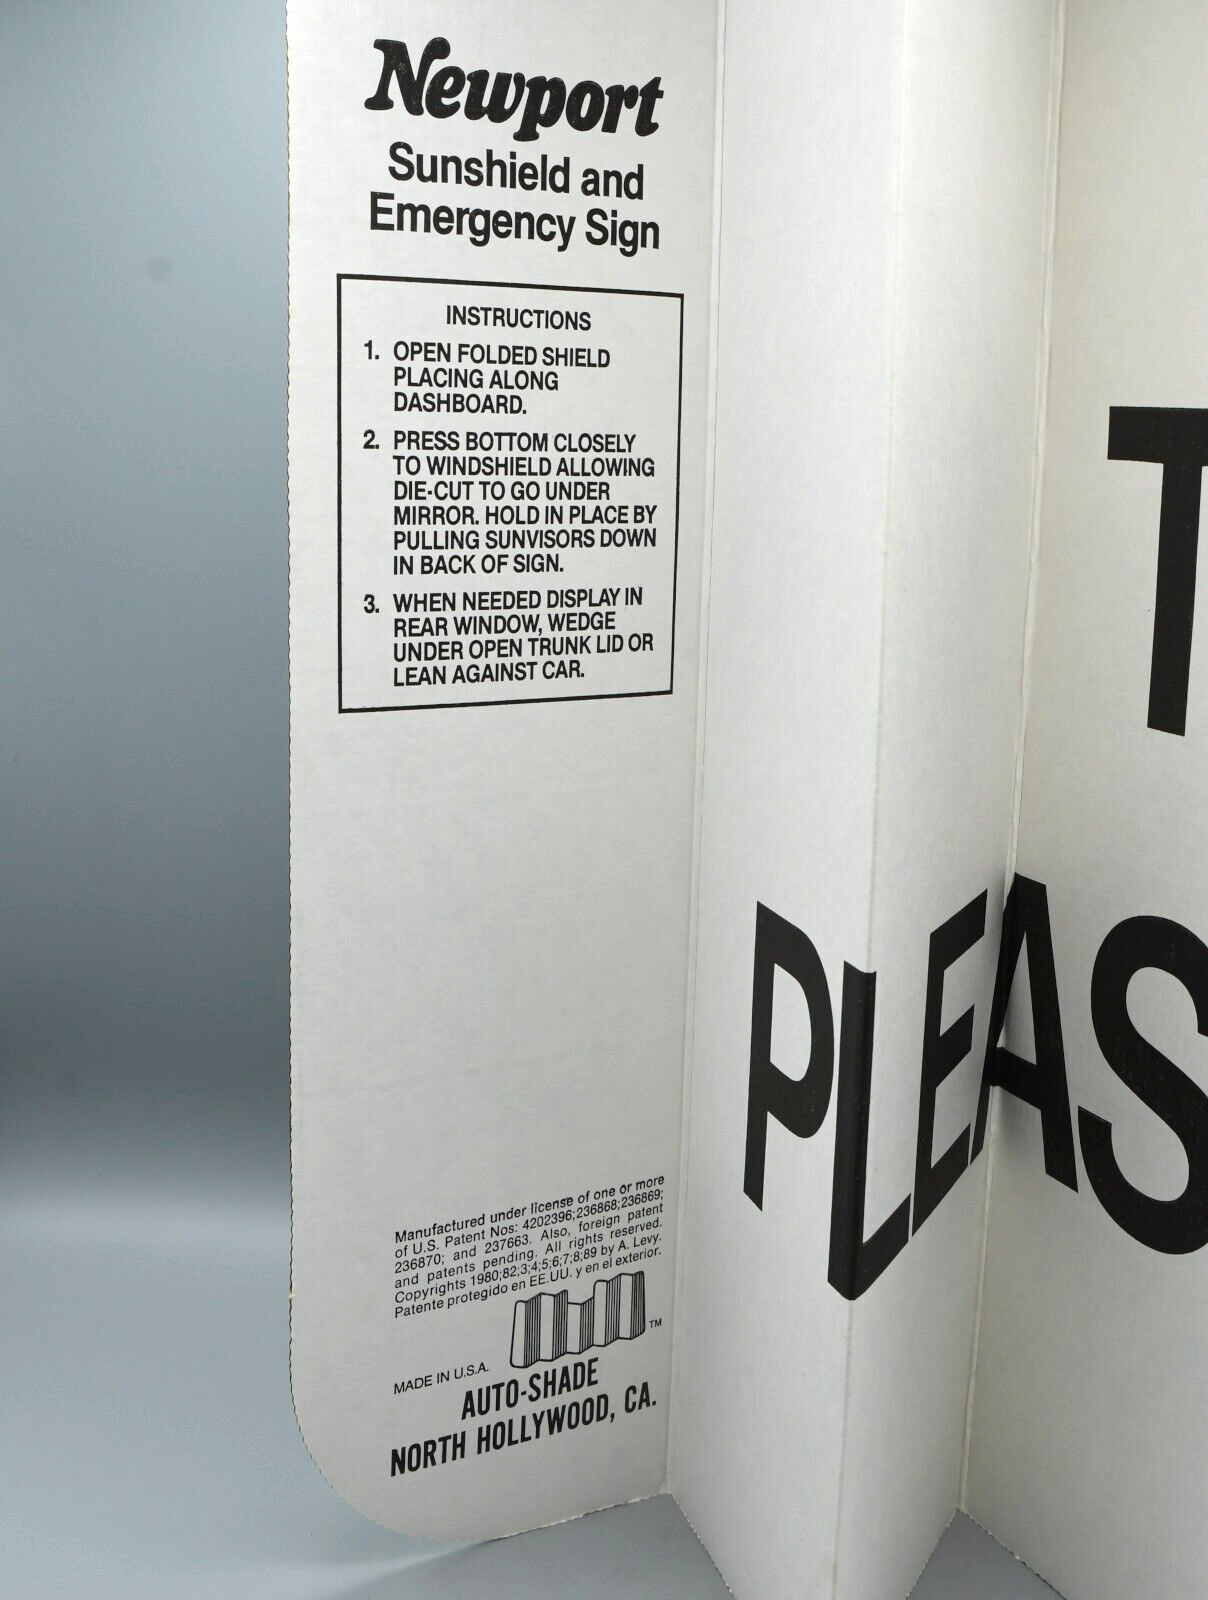 Newport
Sunshield and
Emergency Sign
INSTRUCTIONS
1. OPEN FOLDED SHIELD
PLACING ALONG
DASHBOARD.
2. PRESS BOTTOM CLOSELY
TO WINDSHIELD ALLOWING
DIE-CUT TO GO UNDER
MIRROR. HOLD IN PLACE BY
PULLING SUNVISORS DOWN
IN BACK OF SIGN.
3. WHEN NEEDED DISPLAY IN
REAR WINDOW, WEDGE
UNDER OPEN TRUNK LID OR
LEAN AGAINST CAR.
T
PLEAS
Manufactured under license of one or more
of U.S. Patent Nos: 4202396;236868;236869;
236870; and 237663. Also, foreign patent
and patents pending. All rights reserved.
Copyrights 1980;82;3;4;5;6;7;8;89 by A. Levy.
Patente protegido en EE.UU. y en el exterior.
TM
MADE IN U.S.A.
AUTO-SHADE
NORTH HOLLYWOOD, CA.